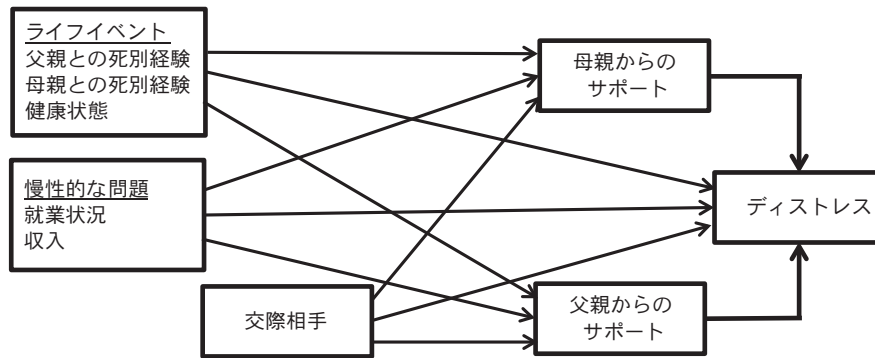 ライフイベント
父親との死別経験
母親との死別経験
健康状態
慢性的な問題
就業状況
収入
交際相手
母親からの
サポート
父親からの
サポート
ディストレス